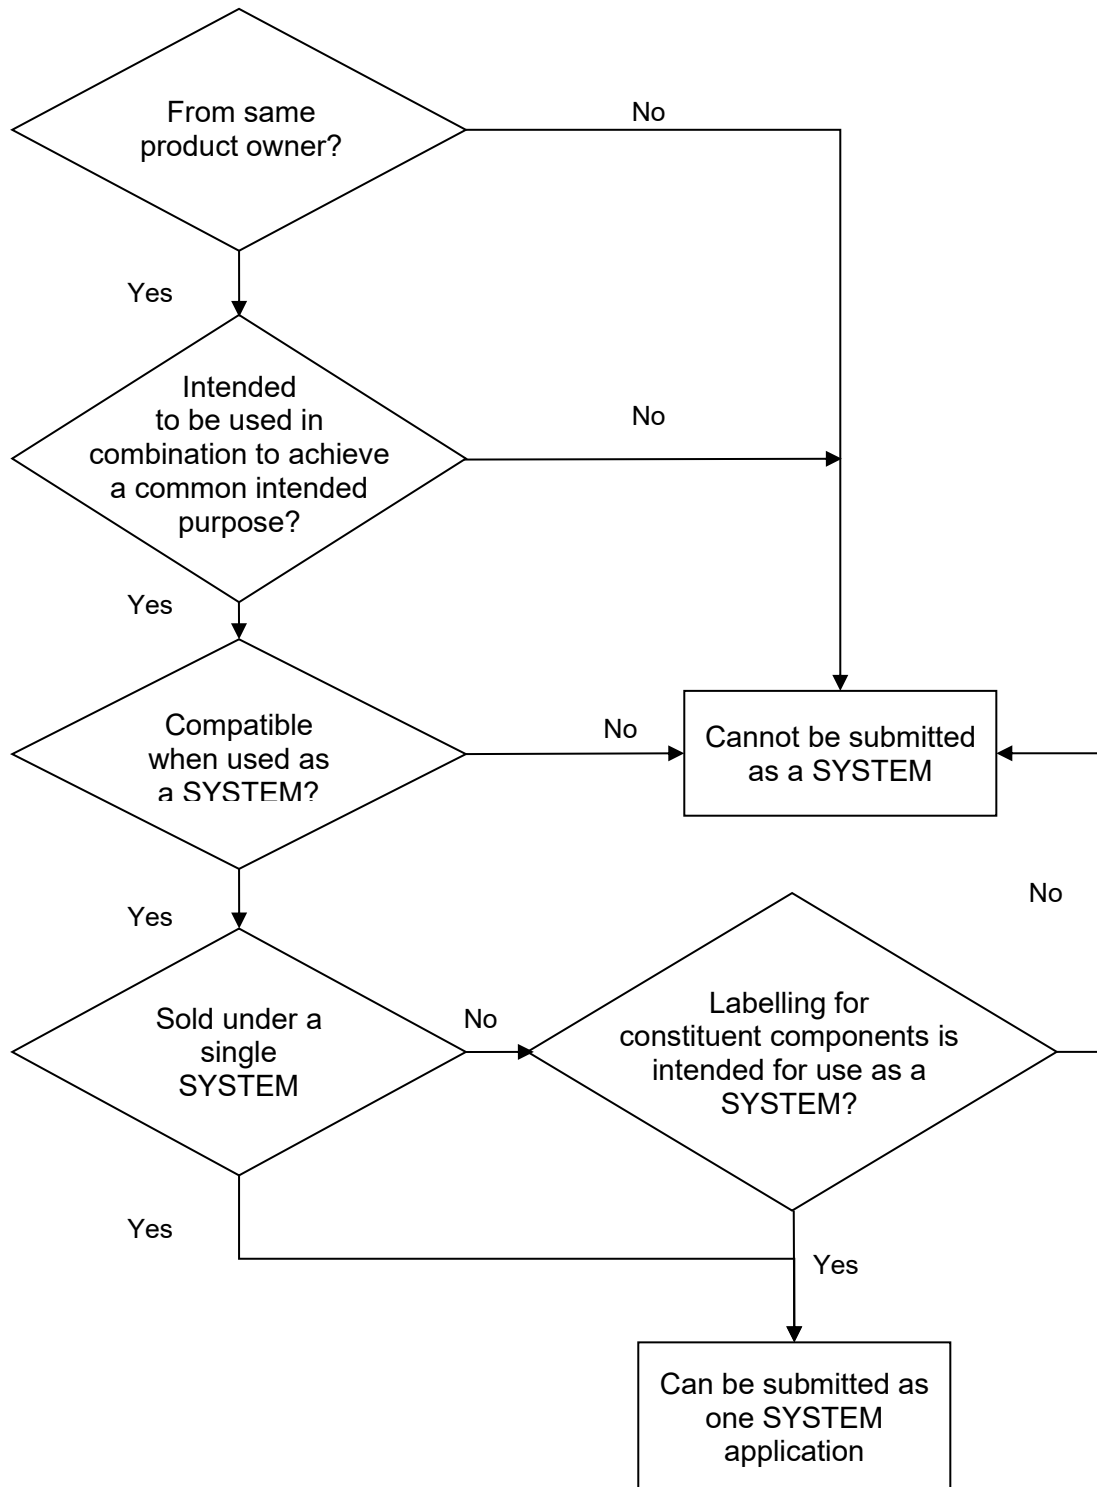 From same
product owner?
No
Yes
Intended
to be used in
combination to achieve
a common intended
purpose?
No
Yes
Compatible
when used as
a SYSTEM?
No
Cannot be submitted
as a SYSTEM
Yes
No
Sold under a
single
SYSTEM
No
Labelling for
constituent components is
intended for use as a
SYSTEM?
Yes
Yes
Can be submitted as
one SYSTEM
application